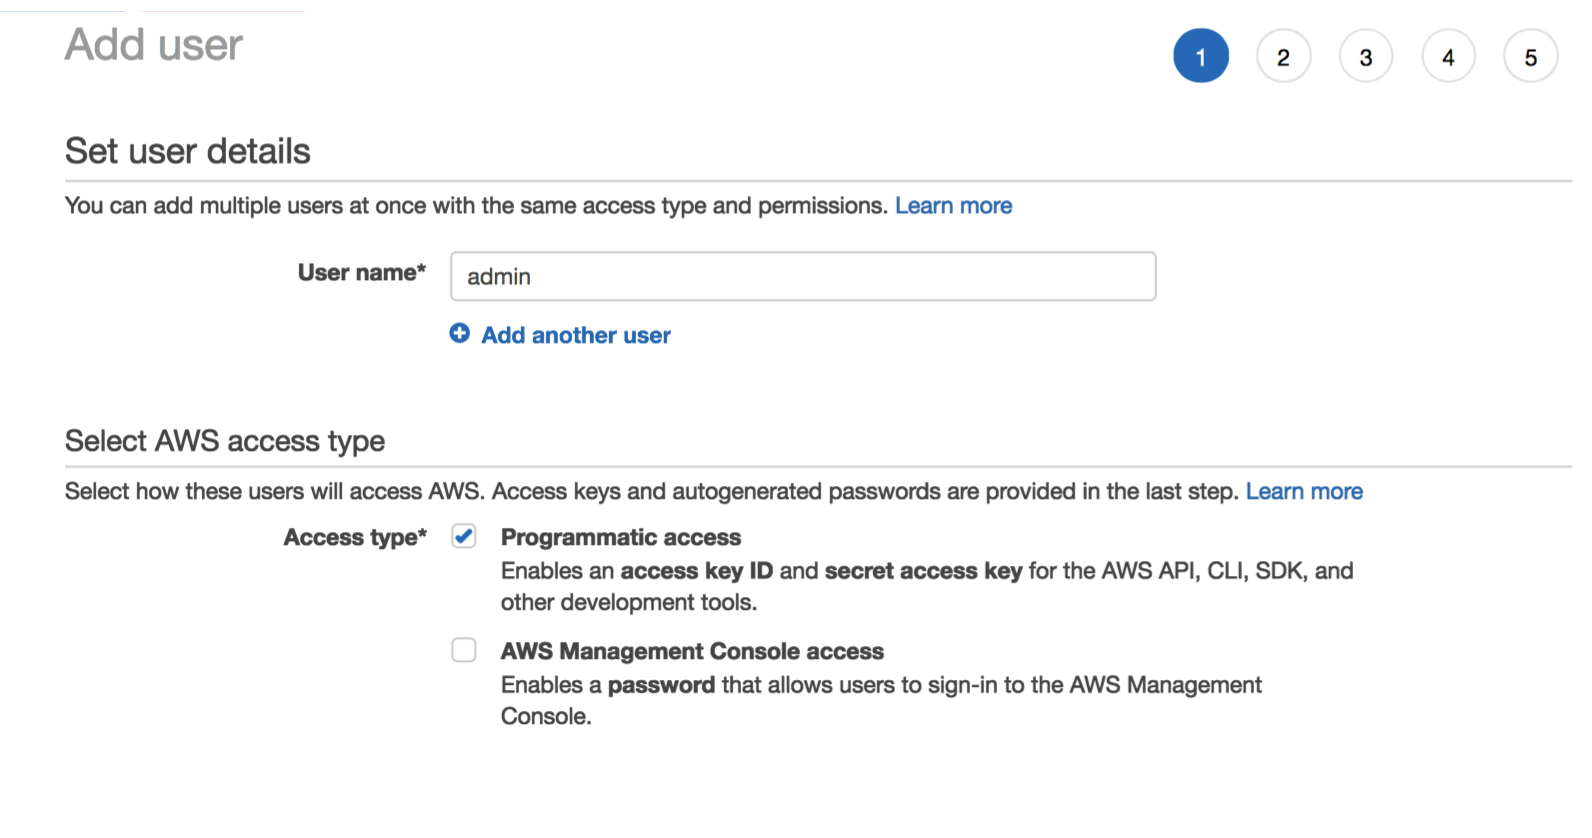 Add user
1 2 3 4 5
Set user details
You can add multiple users at once with the same access type and permissions. Learn more
User name* admin
Add another user
Select AWS access type
Select how these users will access AWS. Access keys and autogenerated passwords are provided in the last step. Learn more
Access type* Programmatic access
Enables an access key ID and secret access key for the AWS API, CLI, SDK, and
other development tools.
AWS Management Console access
Enables a password that allows users to sign-in to the AWS Management
Console.